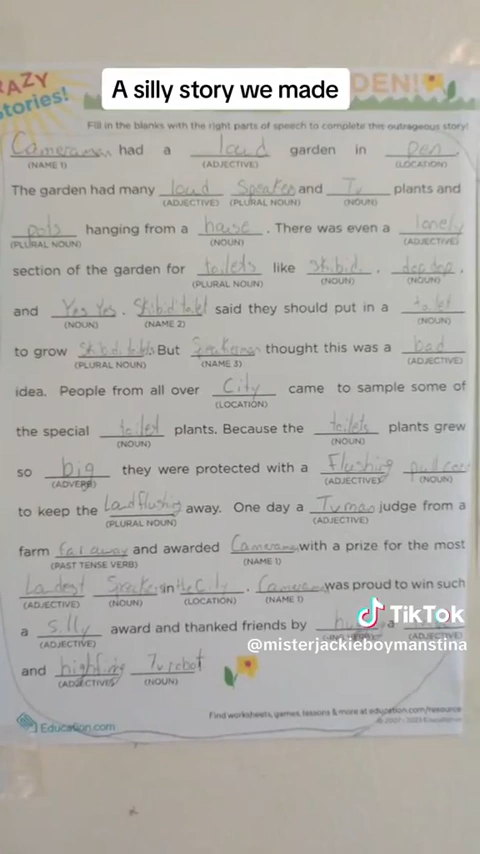 A silly story we made
RAZY
tories!
DEN!
Fill in the blanks with the right parts of speech to complete this outrageous story!
Cameraman had a loud garden in pen.
(NAME 1) (ADJECTIVE) (LOCATION)
The garden had many loud Speaker and Tv plants and
(ADJECTIVE) (PLURAL NOUN) (NOUN)
pots hanging from a house. There was even a lonely
(PLURAL NOUN) (NOUN) (ADJECTIVE)
section of the garden for toilets like Skibidi, dop dop,
(PLURAL NOUN) (NOUN) (NOUN)
and Yes Yes. Skibidi toilet said they should put in a
(NOUN) (NAME 2) (NOUN)
to grow Skibidi toilets But Speakerman thought this was a bad
(PLURAL NOUN) (NAME 3) (ADJECTIVE)
idea. People from all over City came to sample some of
(LOCATION)
the special toilet plants. Because the toilets plants grew
(NOUN) (NOUN)
so big they were protected with a Flushing
(ADVERB) (ADJECTIVE) (NOUN)
to keep the away. One day a Tv man judge from a
(PLURAL NOUN) (ADJECTIVE)
farm far away and awarded Cameraman with a prize for the most
(PAST TENSE VERB) (NAME 1)
Loudest Speaker in the City. Cameraman was proud to win such
(ADJECTIVE) (NOUN) (LOCATION) (NAME 1)
a silly award and thanked friends by a
(ADJECTIVE) (ADJECTIVE)
and Tv robot
(ADJECTIVE) (NOUN)
TikTok
@misterjackieboymanstina
Education.com
Find worksheets, games, lessons & more at education.com/resource
© 2007 - 2023 Education.com